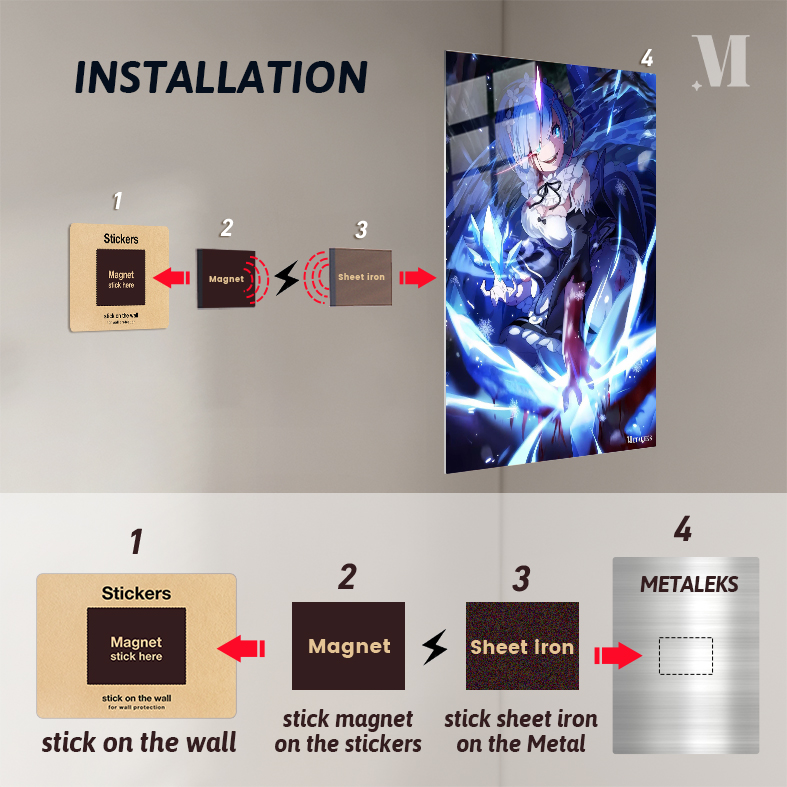 INSTALLATION
M
4
1
2
3
Stickers
Magnet
stick here
stick on the wall
for wall protection
Magnet
Sheet iron
METALEKS
1
2
3
4
Stickers
Magnet
stick here
stick on the wall
for wall protection
Magnet
Sheet iron
METALEKS
stick on the wall
stick magnet
on the stickers
stick sheet iron
on the Metal